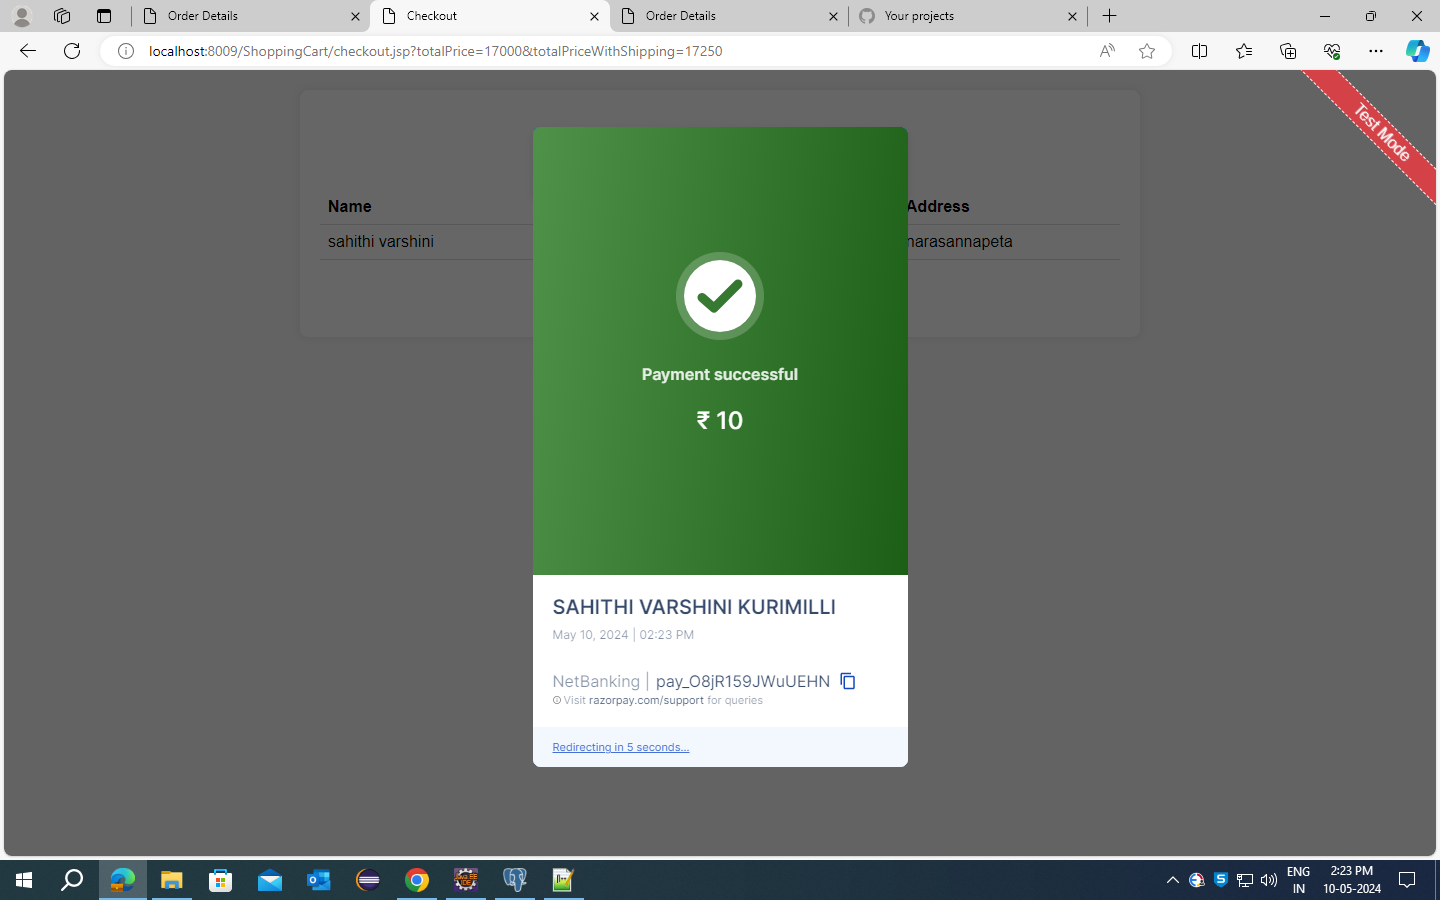 Order Details
Checkout
Order Details
Your projects
localhost:8009/ShoppingCart/checkout.jsp?totalPrice=17000&totalPriceWithShipping=17250
Test Mode
Name
Address
sahithi varshini
narasannapeta
Payment successful
₹ 10
SAHITHI VARSHINI KURIMILLI
May 10, 2024 | 02:23 PM
NetBanking | pay_O8jR159JWuUEHN
Visit razorpay.com/support for queries
Redirecting in 5 seconds...
ENG
IN
2:23 PM
10-05-2024